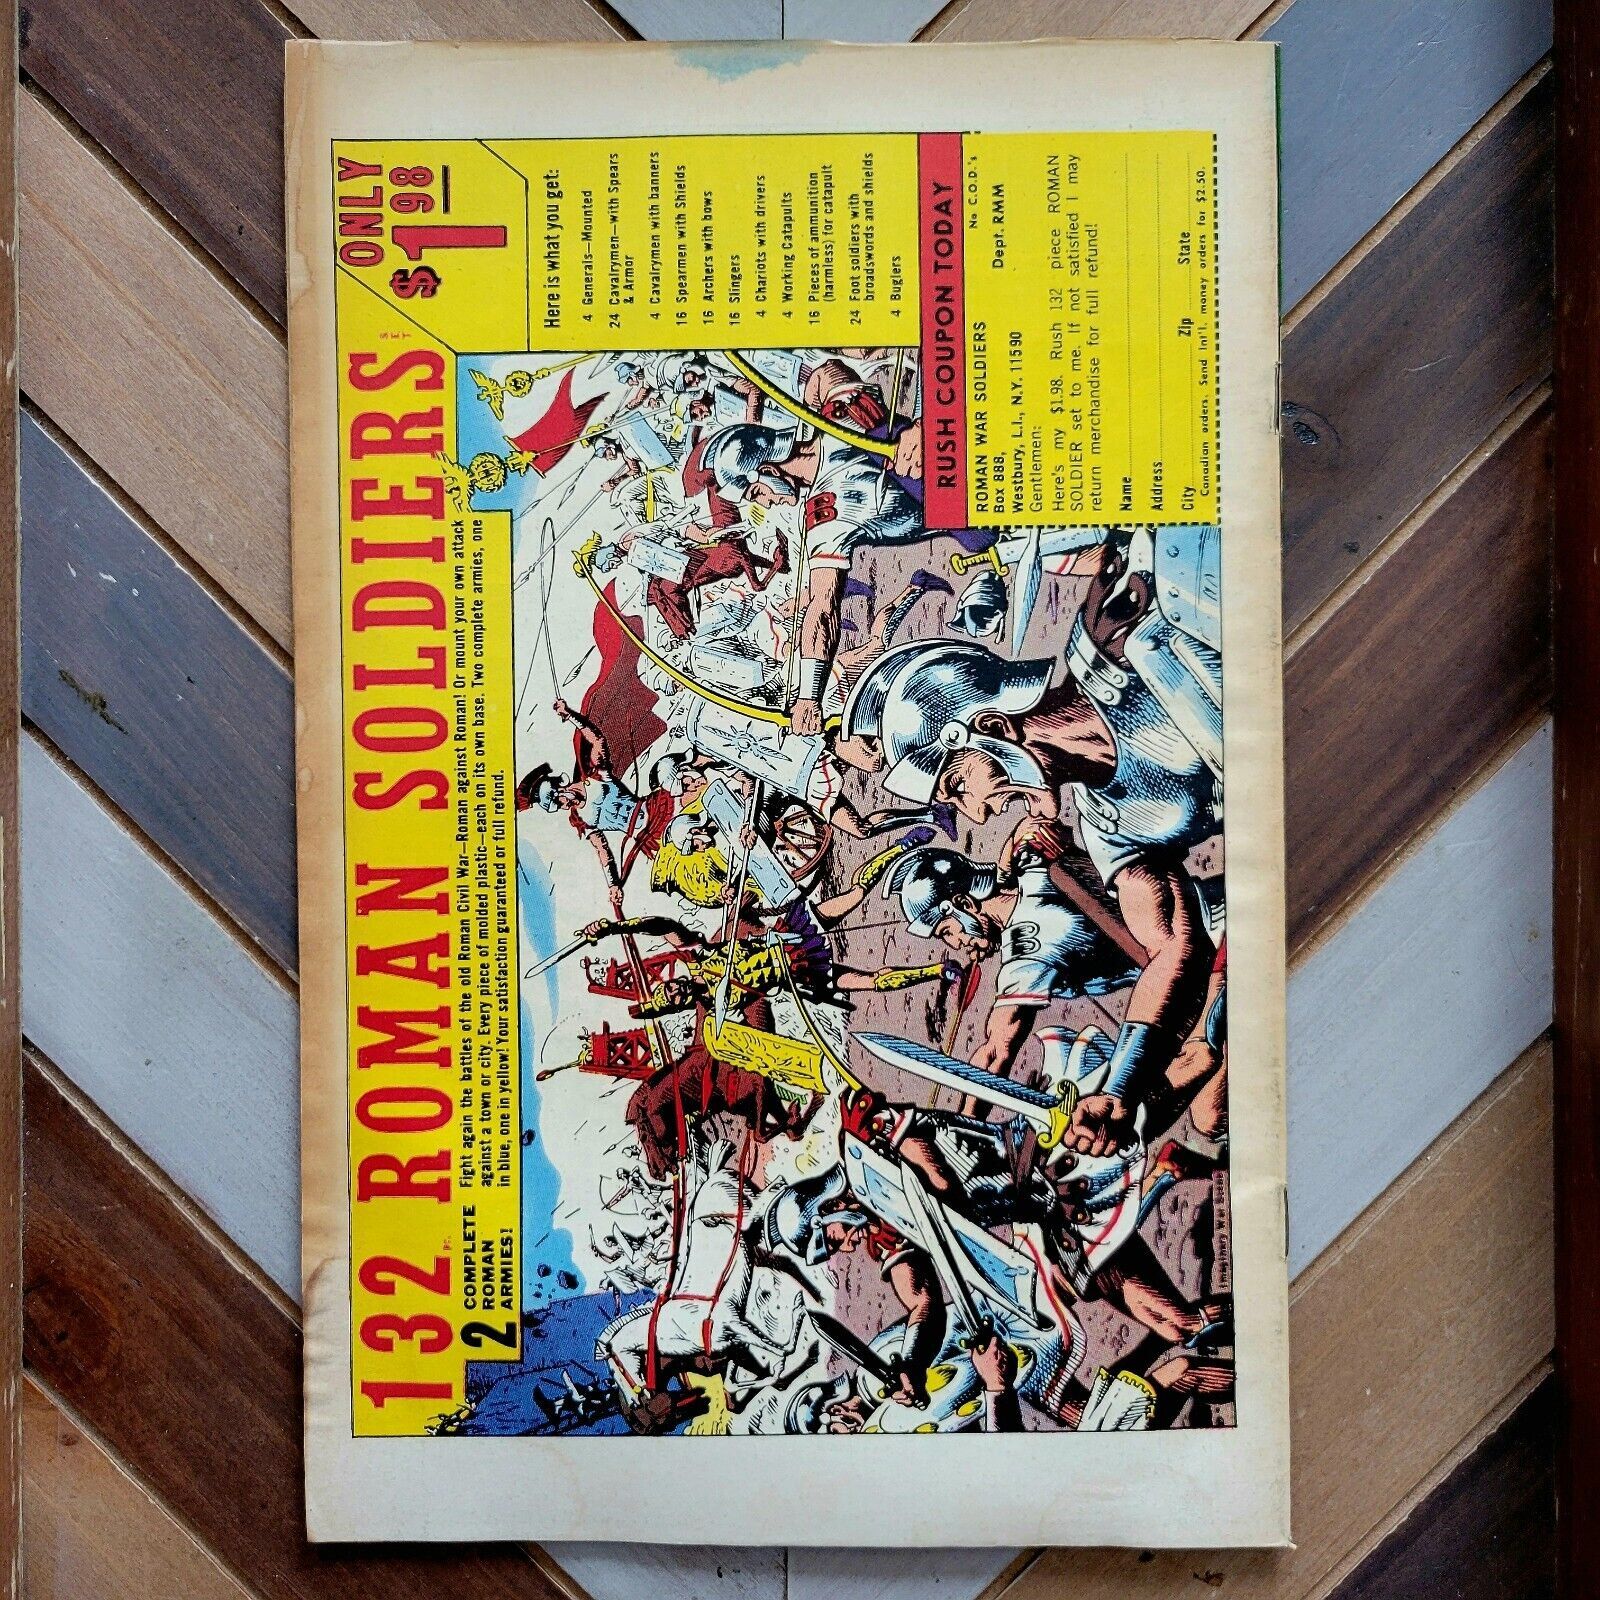 132 PC. ROMAN SOLDIERS SET
ONLY
$1.98
2 COMPLETE
ROMAN
ARMIES!
Fight again the battles of the old Roman Civil War—Roman against Roman! Or mount your own attack
against a town or city. Every piece of molded plastic—each on its own base. Two complete armies, one
in blue, one in yellow! Your satisfaction guaranteed or full refund.
Here is what you get:
4 Generals—Mounted
24 Cavalrymen—with Spears
& Armor
4 Cavalrymen with banners
16 Spearmen with Shields
16 Archers with bows
16 Slingers
4 Chariots with drivers
4 Working Catapults
16 Pieces of ammunition
(harmless) for catapult
24 Foot soldiers with
broadswords and shields
4 Buglers
RUSH COUPON TODAY
No C.O.D.'s
ROMAN WAR SOLDIERS
Box 888, Dept. RMM
Westbury, L.I., N.Y. 11590
Gentlemen:
Here's my $1.98. Rush 132 piece ROMAN
SOLDIER set to me. If not satisfied I may
return merchandise for full refund!
Name
Address
City Zip State
Canadian orders. Send Int'l. money orders for $2.50.
Imaginary War Event